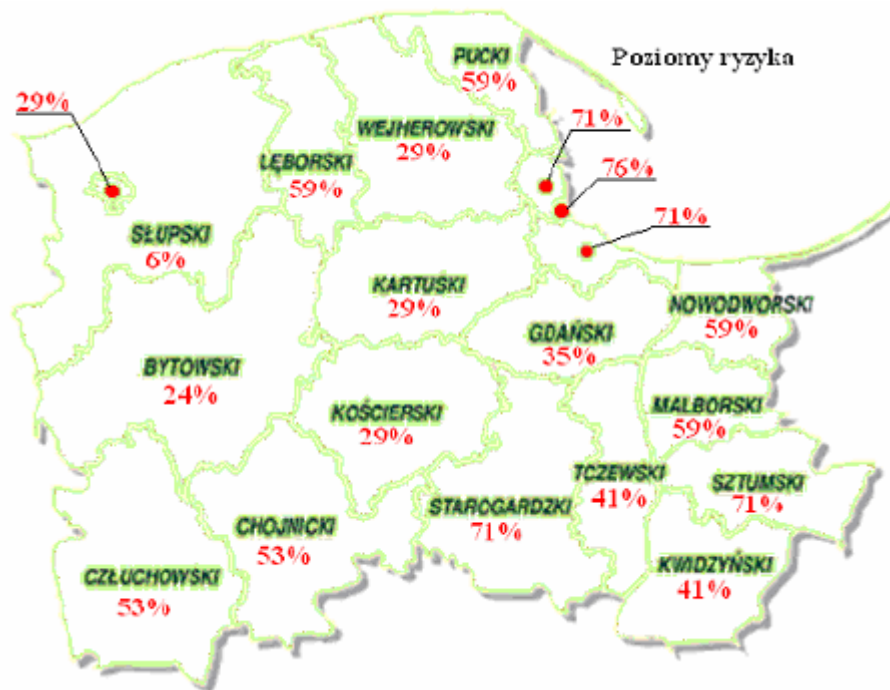 Poziomy ryzyka
PUCKI
59%
29%
71%
WEJHEROWSKI
29%
76%
LĘBORSKI
59%
71%
SŁUPSKI
6%
KARTUSKI
29%
NOWODWORSKI
59%
GDAŃSKI
35%
BYTOWSKI
24%
KOŚCIERSKI
29%
MALBORSKI
59%
TCZEWSKI
41%
SZTUMSKI
71%
STAROGARDZKI
71%
CHOJNICKI
53%
CZŁUCHOWSKI
53%
KWIDZYŃSKI
41%